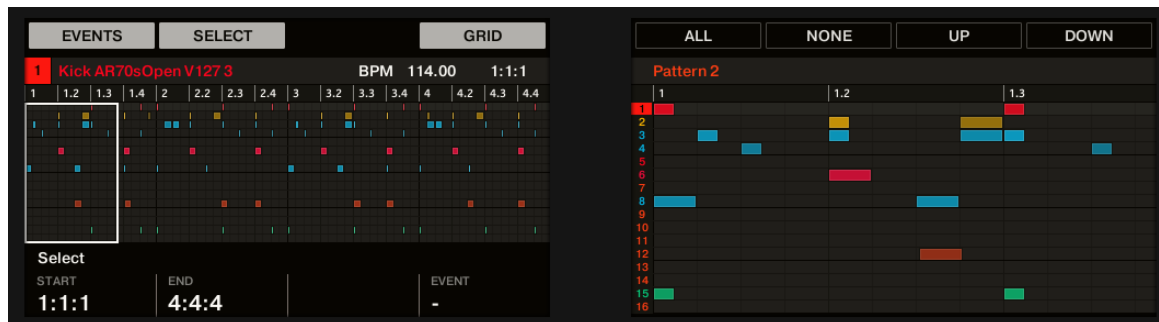 EVENTS SELECT GRID
1 Kick AR70sOpen V127 3 BPM 114.00 1:1:1
1 1.2 1.3 1.4 2 2.2 2.3 2.4 3 3.2 3.3 3.4 4 4.2 4.3 4.4
Select
START END EVENT
1:1:1 4:4:4 -
ALL NONE UP DOWN
Pattern 2
1 1.2 1.3
1
2
3
4
5
6
7
8
9
10
11
12
13
14
15
16